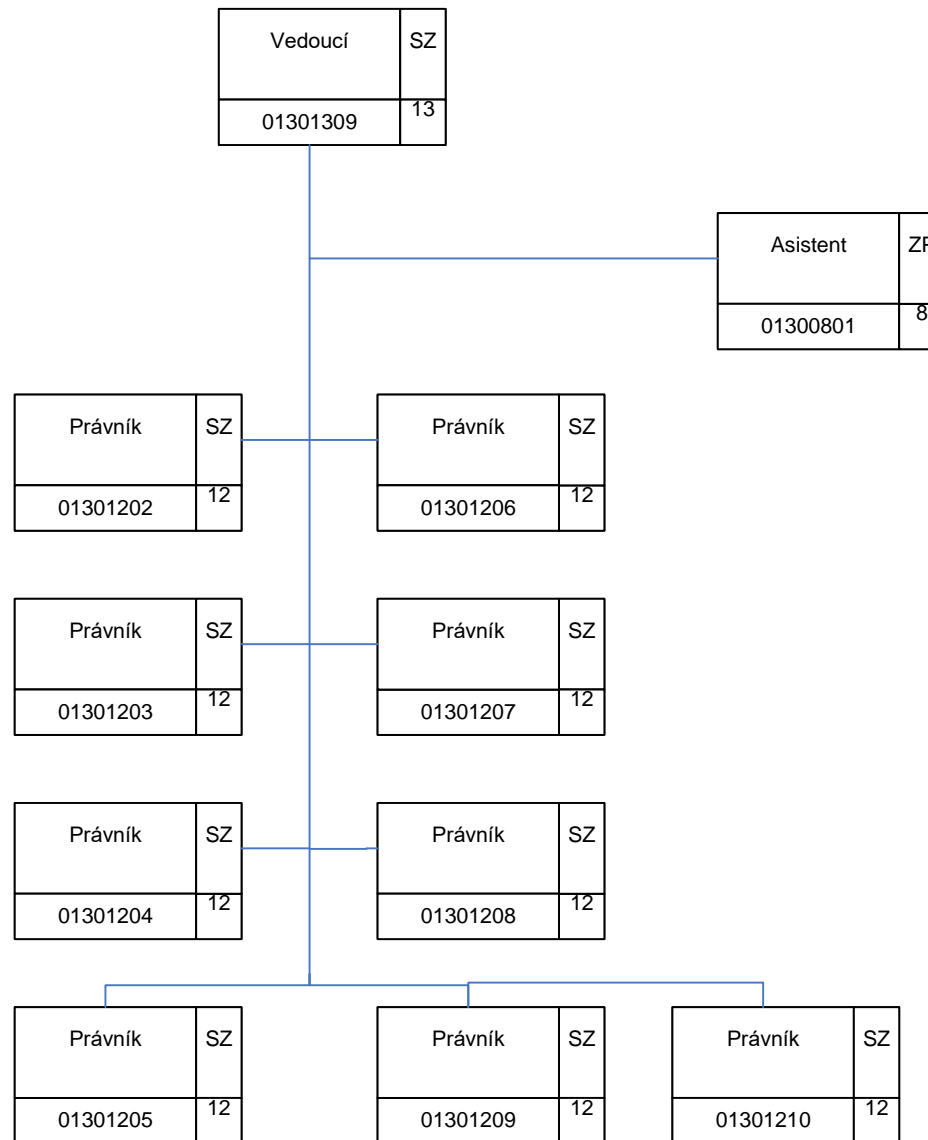 Vedoucí SZ
01301309 13
Asistent
01300801 8
Právník SZ Právník SZ
01301202 12 01301206 12
Právník SZ Právník SZ
01301203 12 01301207 12
Právník SZ Právník SZ
01301204 12 01301208 12
Právník SZ Právník SZ Právník SZ
01301205 12 01301209 12 01301210 12